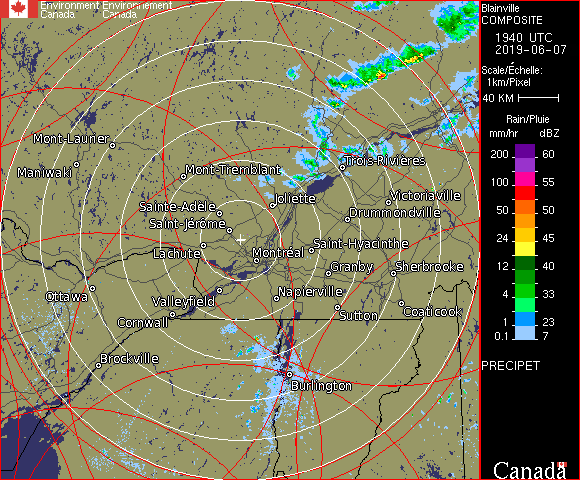 Environment Environnement
Canada Canada
Blainville
COMPOSITE
1940 UTC
2019-06-07
Scale/Échelle:
1km/Pixel
40 KM
Rain/Pluie
mm/hr dBZ
200 60
100 55
50 50
24 45
12 40
4 33
1 23
0.1 7
PRECIPET
Mont-Laurier
Maniwaki
Mont-Tremblant
Trois-Rivières
Joliette
Victoriaville
Sainte-Adèle
Drummondville
Saint-Jérôme
Saint-Hyacinthe
Lachute
Montréal
Granby
Sherbrooke
Ottawa
Valleyfield
Napierville
Cornwall
Sutton
Coaticook
Brockville
Burlington
Canada